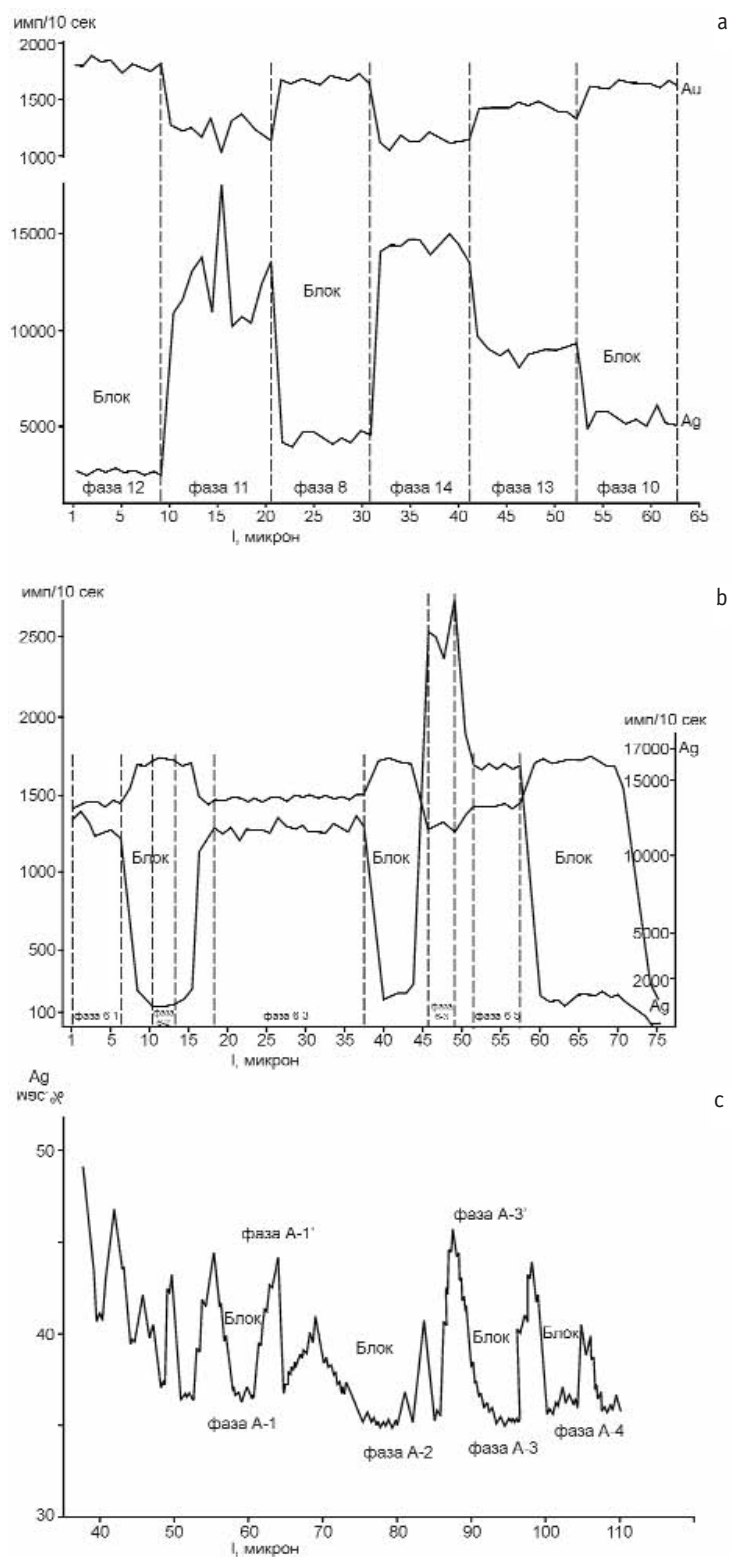 имп/10 сек
a
2000
1500
1000
Au
15000
10000
5000
Блок
Блок
Блок
Ag
фаза 12 фаза 11 фаза 8 фаза 14 фаза 13 фаза 10
1 5 10 15 20 25 30 35 40 45 50 55 60 65
l, микрон
имп/10 сек
b
2500
2000
1500
1000
500
100
имп/10 сек
17000 Ag
15000
10000
5000
2000
Ag
Блок Блок Блок
фаза 6 1 фаза фаза 6 3 фаза 6-3 фаза 6-5
1 5 10 15 20 25 30 35 40 45 50 55 60 65 70 75
l, микрон
Ag
мас.%
c
50
40
30
фаза A-1'
фаза A-3'
Блок
Блок
Блок
Блок
фаза A-1
фаза A-2
фаза A-3
фаза A-4
40 50 60 70 80 90 100 110
l, микрон